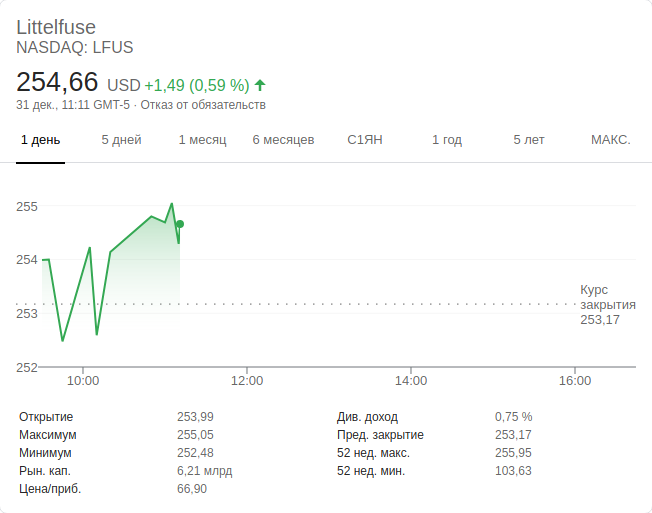 Littelfuse
NASDAQ: LFUS
254,66 USD +1,49 (0,59 %)
31 дек., 11:11 GMT-5 · Отказ от обязательств
1 день 5 дней 1 месяц 6 месяцев С1ЯН 1 год 5 лет МАКС.
255
254
Курс
закрытия
253
253,17
252
10:00 12:00 14:00 16:00
Открытие 253,99 Див. доход 0,75 %
Максимум 255,05 Пред. закрытие 253,17
Минимум 252,48 52 нед. макс. 255,95
Рын. кап. 6,21 млрд 52 нед. мин. 103,63
Цена/приб. 66,90